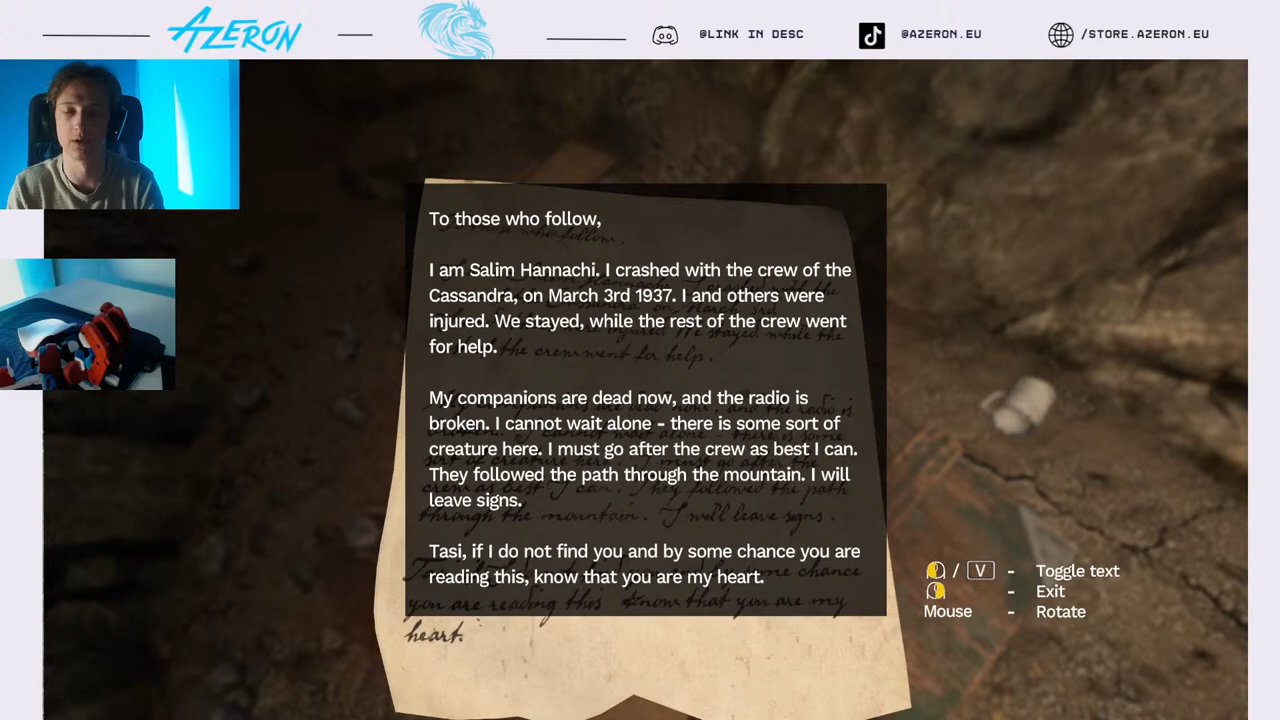 AZERON
@LINK IN DESC
@AZERON.EU
/STORE.AZERON.EU
To those who follow,
I am Salim Hannachi. I crashed with the crew of the
Cassandra, on March 3rd 1937. I and others were
injured. We stayed, while the rest of the crew went
for help.
My companions are dead now, and the radio is
broken. I cannot wait alone - there is some sort of
creature here. I must go after the crew as best I can.
They followed the path through the mountain. I will
leave signs.
Tasi, if I do not find you and by some chance you are
reading this, know that you are my heart.
heart.
/ V - Toggle text
- Exit
Mouse - Rotate